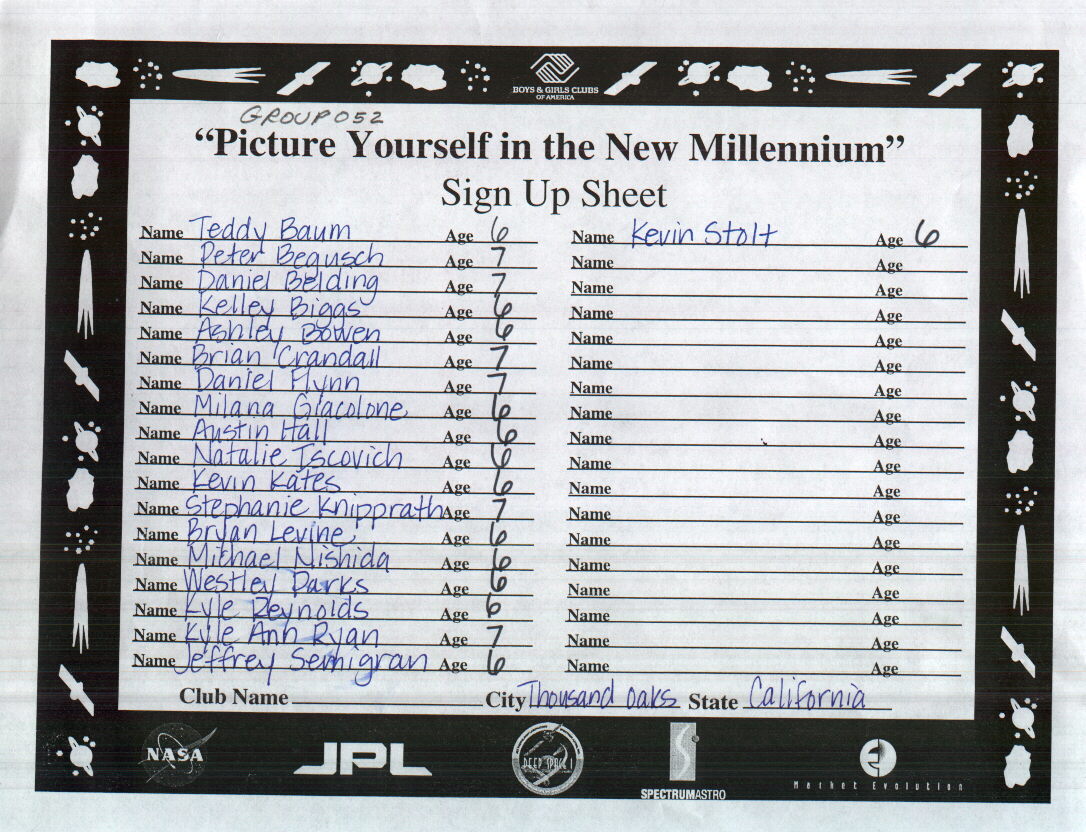 BOYS & GIRLS CLUBS
OF AMERICA
GROUP 052
“Picture Yourself in the New Millennium”
Sign Up Sheet
Name Teddy Baum Age 6 Name Kevin Stolt Age 6
Name Peter Begusch Age 7 Name Age
Name Daniel Belding Age 7 Name Age
Name Kelley Biggs Age 6 Name Age
Name Ashley Bowen Age 6 Name Age
Name Brian Crandall Age 7 Name Age
Name Daniel Flynn Age 7 Name Age
Name Milana Giacolone Age 6 Name Age
Name Austin Hall Age 6 Name Age
Name Natalie Iscovich Age 6 Name Age
Name Kevin Kates Age 6 Name Age
Name Stephanie Knipprath Age 7 Name Age
Name Bryan Levine Age 6 Name Age
Name Michael Nishida Age 6 Name Age
Name Westley Parks Age 6 Name Age
Name Kyle Reynolds Age 6 Name Age
Name Kyle Ann Ryan Age 7 Name Age
Name Jeffrey Semigran Age 6 Name Age
Club Name City Thousand Oaks State California
NASA JPL DEEP SPACE 1 SPECTRUMASTRO Market Evolution